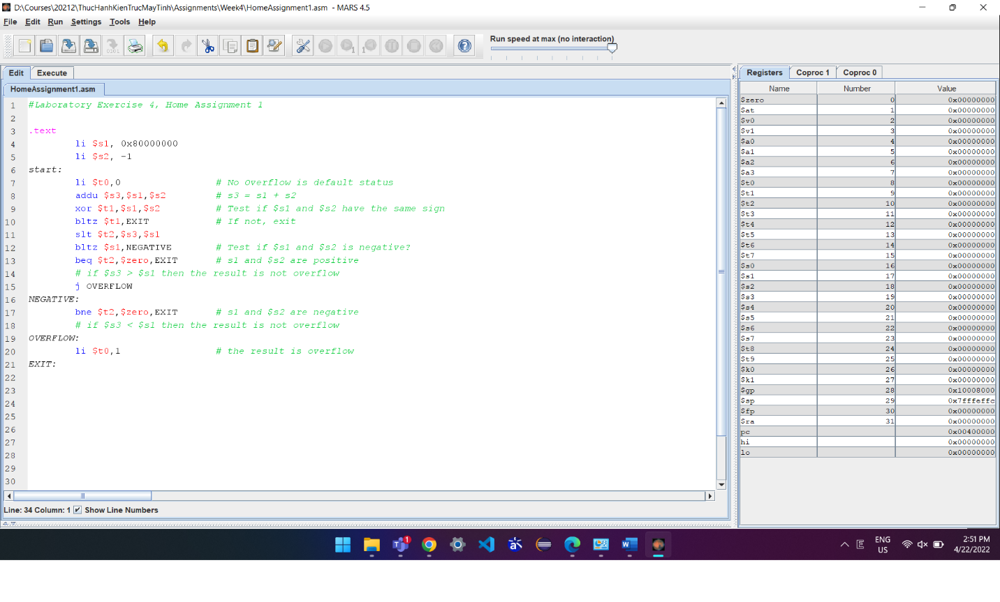 D:\Courses\20212\ThucHanhKienTrucMayTinh\Assignments\Week4\HomeAssignment1.asm - MARS 4.5
File Edit Run Settings Tools Help
Run speed at max (no interaction)
Edit Execute
HomeAssignment1.asm
1 #Laboratory Exercise 4, Home Assignment 1
2
3 .text
4 li $s1, 0x80000000
5 li $s2, -1
6 start:
7 li $t0,0 # No Overflow is default status
8 addu $s3,$s1,$s2 # s3 = s1 + s2
9 xor $t1,$s1,$s2 # Test if $s1 and $s2 have the same sign
10 bltz $t1,EXIT # If not, exit
11 slt $t2,$s3,$s1
12 bltz $s1,NEGATIVE # Test if $s1 and $s2 is negative?
13 beq $t2,$zero,EXIT # s1 and $s2 are positive
14 # if $s3 > $s1 then the result is not overflow
15 j OVERFLOW
16 NEGATIVE:
17 bne $t2,$zero,EXIT # s1 and $s2 are negative
18 # if $s3 < $s1 then the result is not overflow
19 OVERFLOW:
20 li $t0,1 # the result is overflow
21 EXIT:
22
23
24
25
26
27
28
29
30
Line: 34 Column: 1 Show Line Numbers
Registers Coproc 1 Coproc 0
Name Number Value
$zero 0 0x00000000
$at 1 0x00000000
$v0 2 0x00000000
$v1 3 0x00000000
$a0 4 0x00000000
$a1 5 0x00000000
$a2 6 0x00000000
$a3 7 0x00000000
$t0 8 0x00000000
$t1 9 0x00000000
$t2 10 0x00000000
$t3 11 0x00000000
$t4 12 0x00000000
$t5 13 0x00000000
$t6 14 0x00000000
$t7 15 0x00000000
$s0 16 0x00000000
$s1 17 0x00000000
$s2 18 0x00000000
$s3 19 0x00000000
$s4 20 0x00000000
$s5 21 0x00000000
$s6 22 0x00000000
$s7 23 0x00000000
$t8 24 0x00000000
$t9 25 0x00000000
$k0 26 0x00000000
$k1 27 0x00000000
$gp 28 0x10008000
$sp 29 0x7fffeffc
$fp 30 0x00000000
$ra 31 0x00000000
pc 0x00400000
hi 0x00000000
lo 0x00000000
ENG
US
2:51 PM
4/22/2022